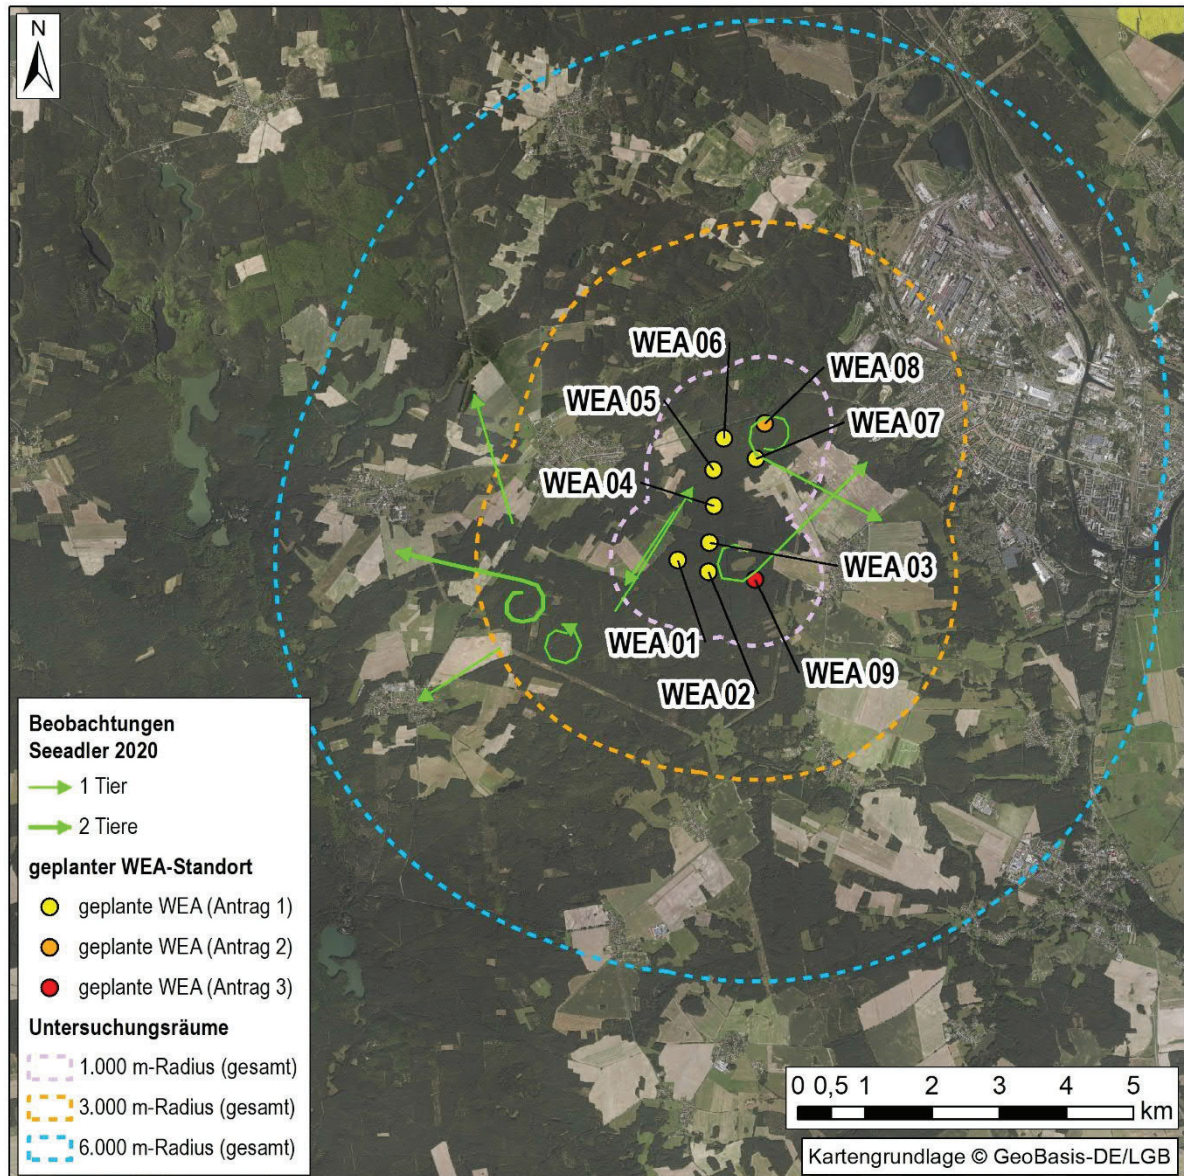 N
WEA 06
WEA 08
WEA 05
WEA 07
WEA 04
WEA 03
WEA 01
WEA 09
WEA 02
Beobachtungen
Seeadler 2020
1 Tier
2 Tiere
geplanter WEA-Standort
geplante WEA (Antrag 1)
geplante WEA (Antrag 2)
geplante WEA (Antrag 3)
Untersuchungsräume
1.000 m-Radius (gesamt)
3.000 m-Radius (gesamt)
6.000 m-Radius (gesamt)
0 0,5 1 2 3 4 5
km
Kartengrundlage © GeoBasis-DE/LGB